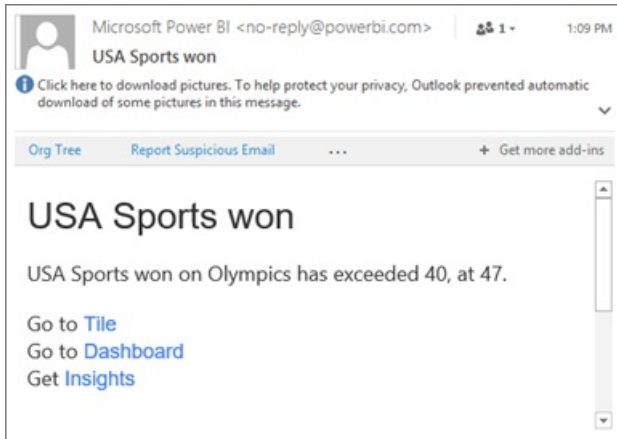 Microsoft Power BI <no-reply@powerbi.com> 1 1:09 PM
USA Sports won
Click here to download pictures. To help protect your privacy, Outlook prevented automatic
download of some pictures in this message.
Org Tree Report Suspicious Email ... + Get more add-ins
USA Sports won
USA Sports won on Olympics has exceeded 40, at 47.
Go to Tile
Go to Dashboard
Get Insights